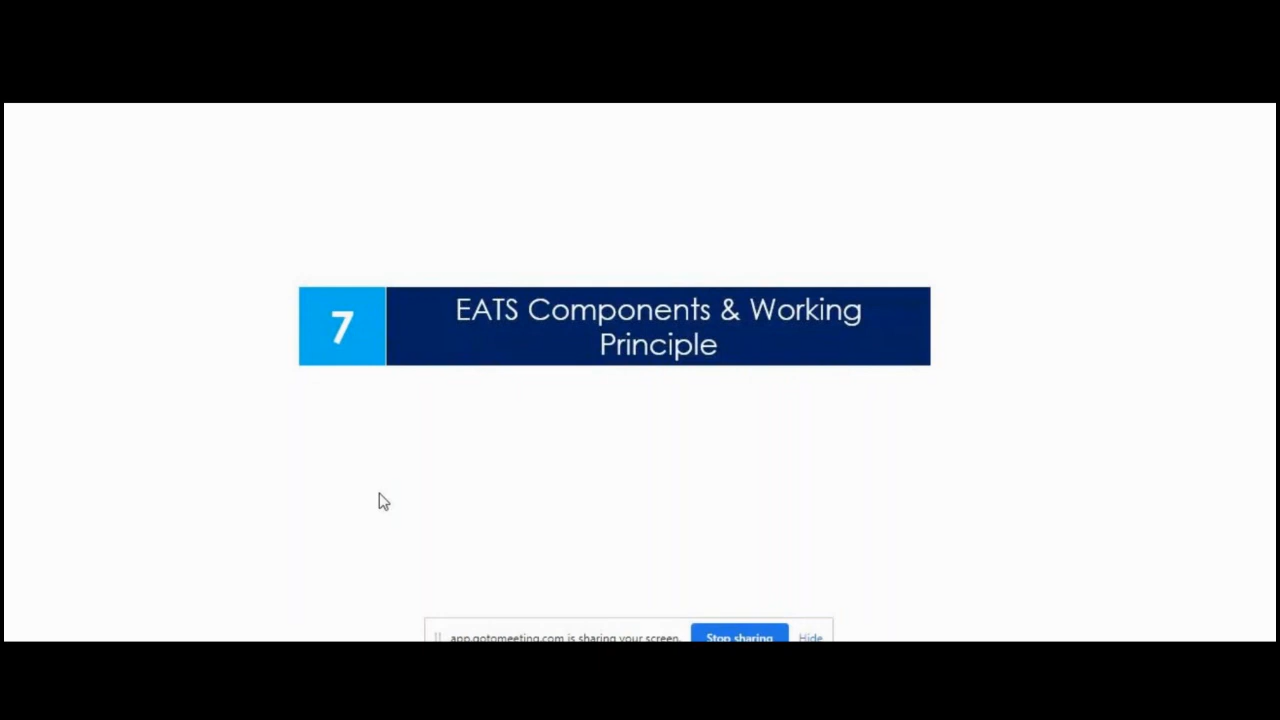 7
EATS Components & Working
Principle
app.gotomeeting.com is sharing your screen. Stop sharing Hide